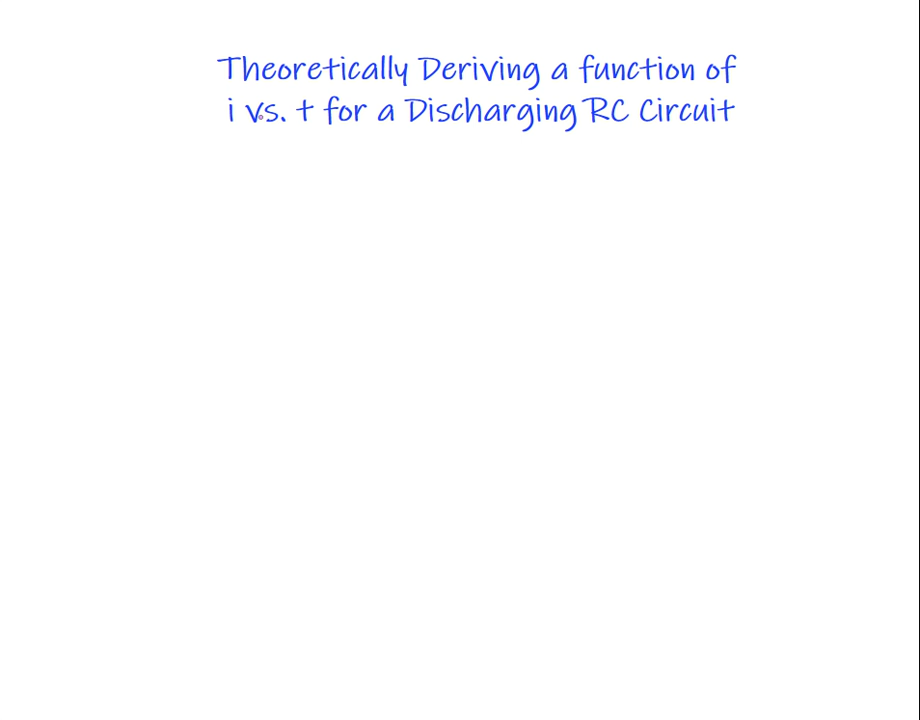 Theoretically Deriving a function of
i vs. t for a Discharging RC Circuit